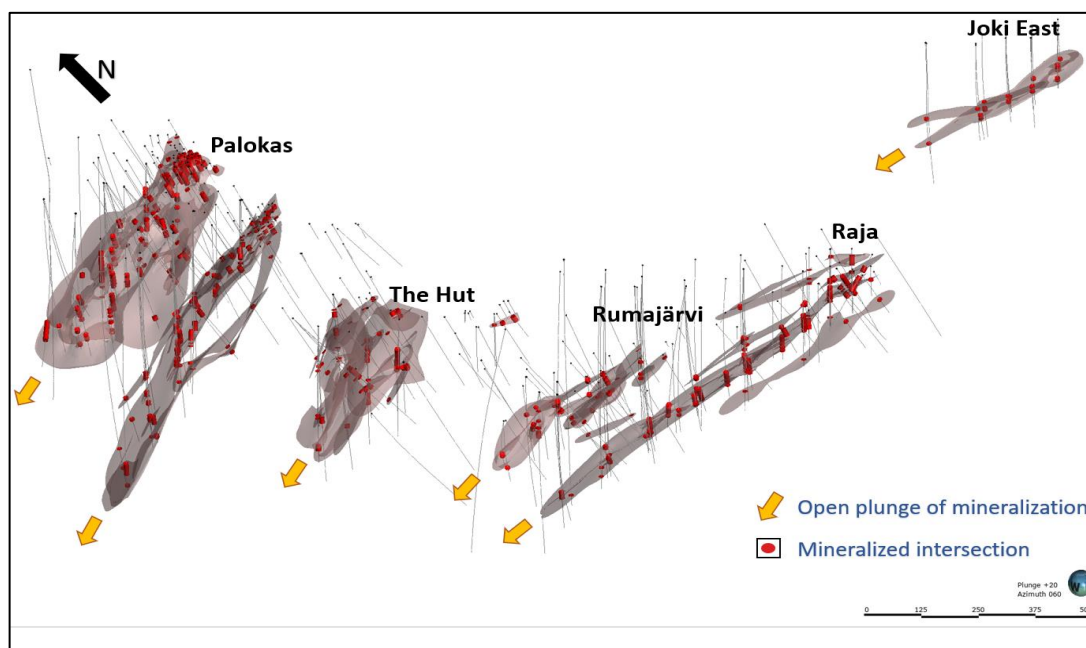 Joki East
N
Palokas
Raja
The Hut
Rumajärvi
Open plunge of mineralization
Mineralized intersection
Plunge +20
Azimuth 060
W
0 125 250 375 50